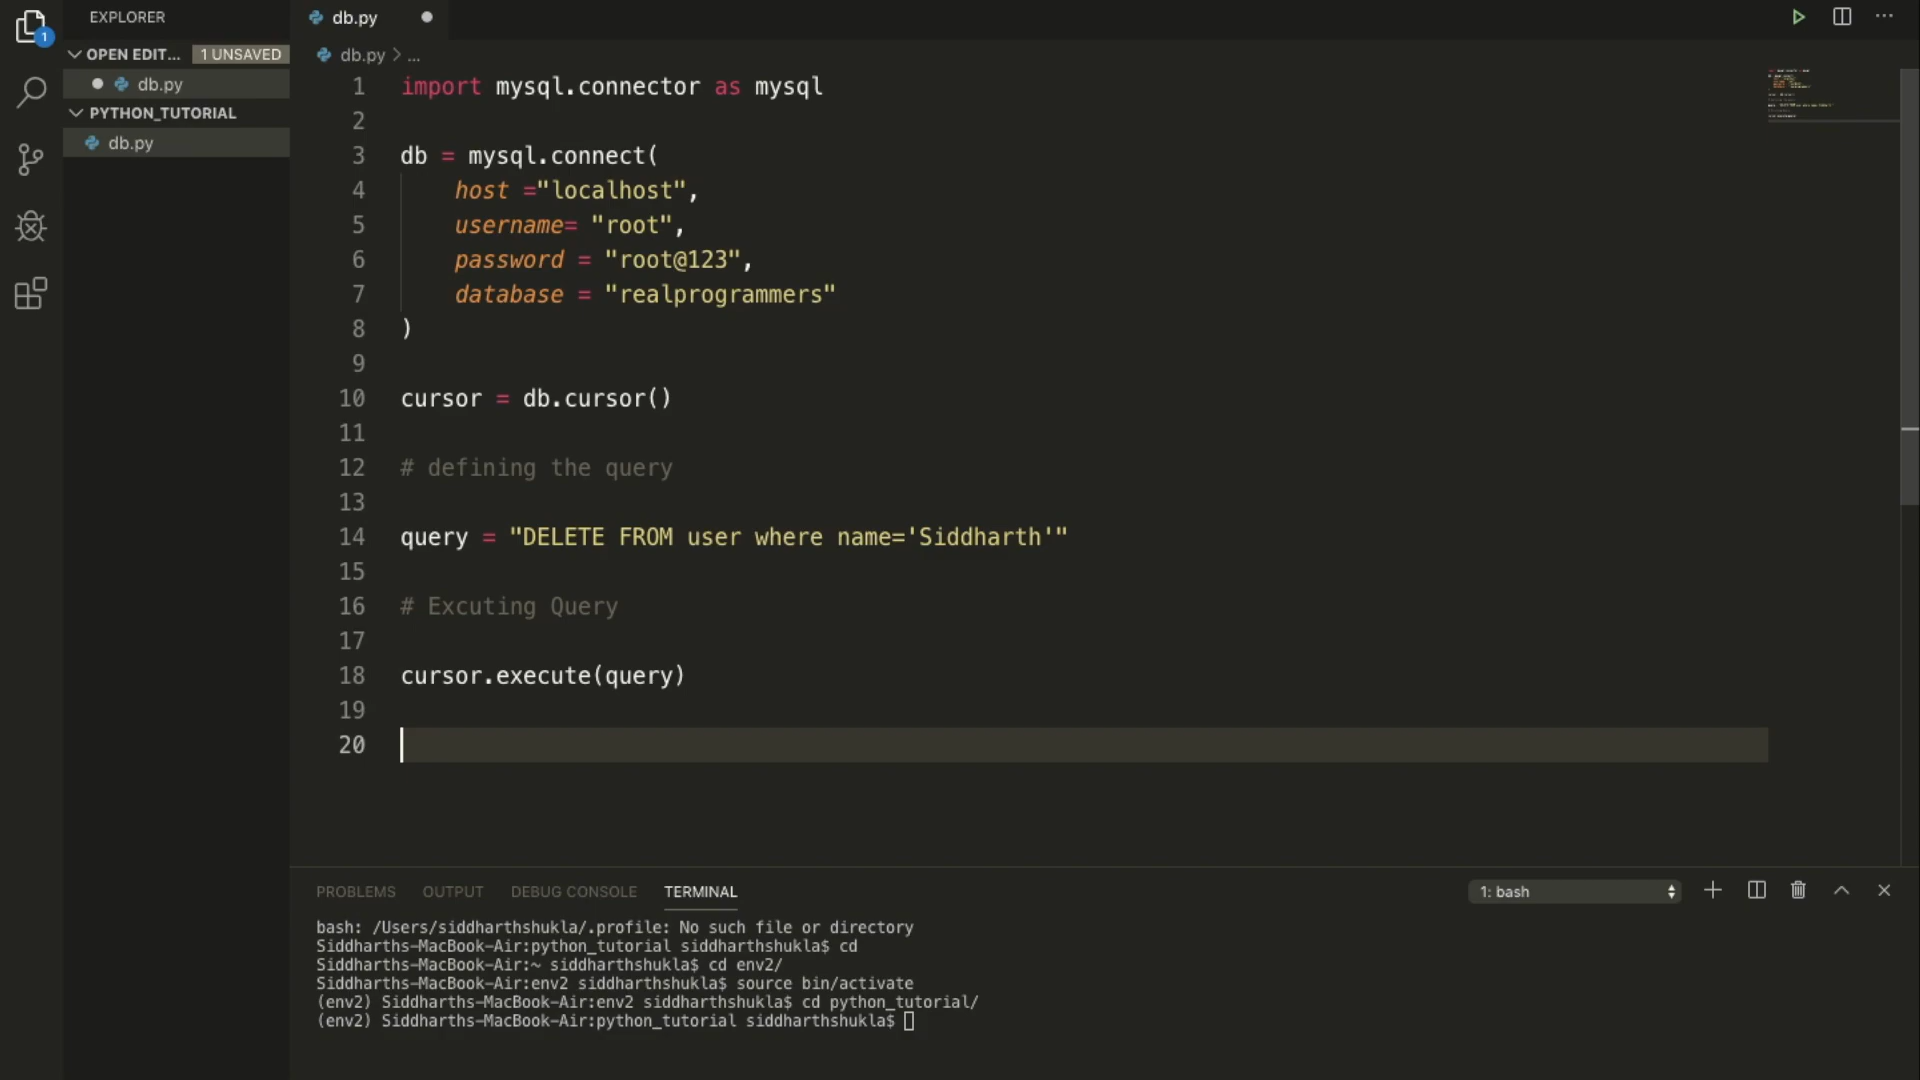 EXPLORER
1
OPEN EDIT... 1 UNSAVED
db.py
PYTHON_TUTORIAL
db.py
db.py
db.py > ...
1 import mysql.connector as mysql
2
3 db = mysql.connect(
4 host ="localhost",
5 username= "root",
6 password = "root@123",
7 database = "realprogrammers"
8 )
9
10 cursor = db.cursor()
11
12 # defining the query
13
14 query = "DELETE FROM user where name='Siddharth'"
15
16 # Excuting Query
17
18 cursor.execute(query)
19
20
PROBLEMS OUTPUT DEBUG CONSOLE TERMINAL 1: bash
bash: /Users/siddharthshukla/.profile: No such file or directory
Siddharths-MacBook-Air:python_tutorial siddharthshukla$ cd
Siddharths-MacBook-Air:~ siddharthshukla$ cd env2/
Siddharths-MacBook-Air:env2 siddharthshukla$ source bin/activate
(env2) Siddharths-MacBook-Air:env2 siddharthshukla$ cd python_tutorial/
(env2) Siddharths-MacBook-Air:python_tutorial siddharthshukla$